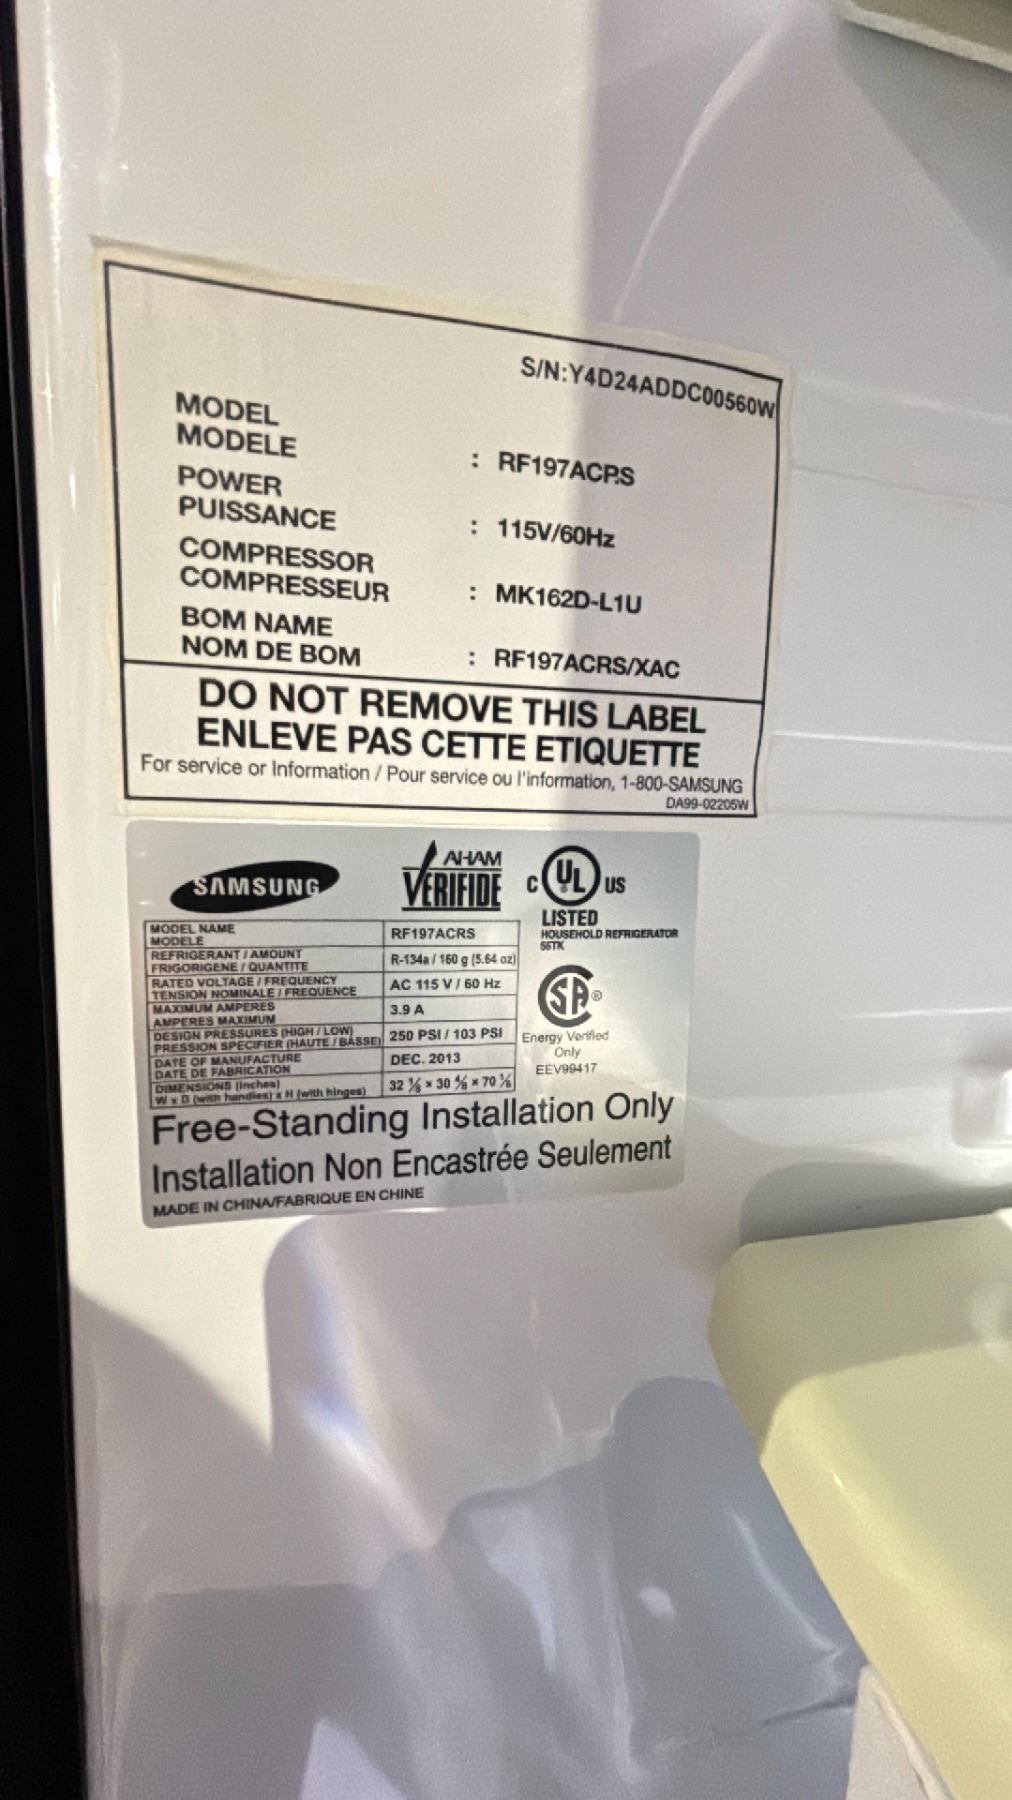 S/N:Y4D24ADDC00560W
MODEL
MODELE : RF197ACRS
POWER
PUISSANCE : 115V/60Hz
COMPRESSOR
COMPRESSEUR : MK162D-L1U
BOM NAME
NOM DE BOM : RF197ACRS/XAC
DO NOT REMOVE THIS LABEL
ENLEVE PAS CETTE ETIQUETTE
For service or Information / Pour service ou l'information, 1-800-SAMSUNG
DA99-02205W
SAMSUNG
AHAM
VERIFIDE
C UL US
LISTED
HOUSEHOLD REFRIGERATOR
55TK
MODEL NAME
MODELE
RF197ACRS
REFRIGERANT / AMOUNT
FRIGORIGENE / QUANTITE
R-134a / 160 g (5.64 oz)
RATED VOLTAGE / FREQUENCY
TENSION NOMINALE / FREQUENCE
AC 115 V / 60 Hz
MAXIMUM AMPERES
AMPERES MAXIMUM
3.9 A
DESIGN PRESSURES (HIGH / LOW)
PRESSION SPECIFIER (HAUTE / BASSE)
250 PSI / 103 PSI
DATE OF MANUFACTURE
DATE DE FABRICATION
DEC. 2013
DIMENSIONS (inches)
W x D (with handles) x H (with hinges)
32 × 30 × 70
SA ®
Energy Verified
Only
EEV99417
Free-Standing Installation Only
Installation Non Encastrée Seulement
MADE IN CHINA/FABRIQUE EN CHINE